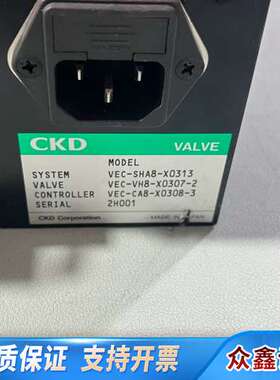 CKD VALVE
MODEL
SYSTEM VEC-SHA8-X0313
VALVE VEC-VH8-X0307-2
CONTROLLER VEC-CA8-X0308-3
SERIAL 2H001
CKD Corporation MADE IN JAPAN
质保证 支持开票
众鑫